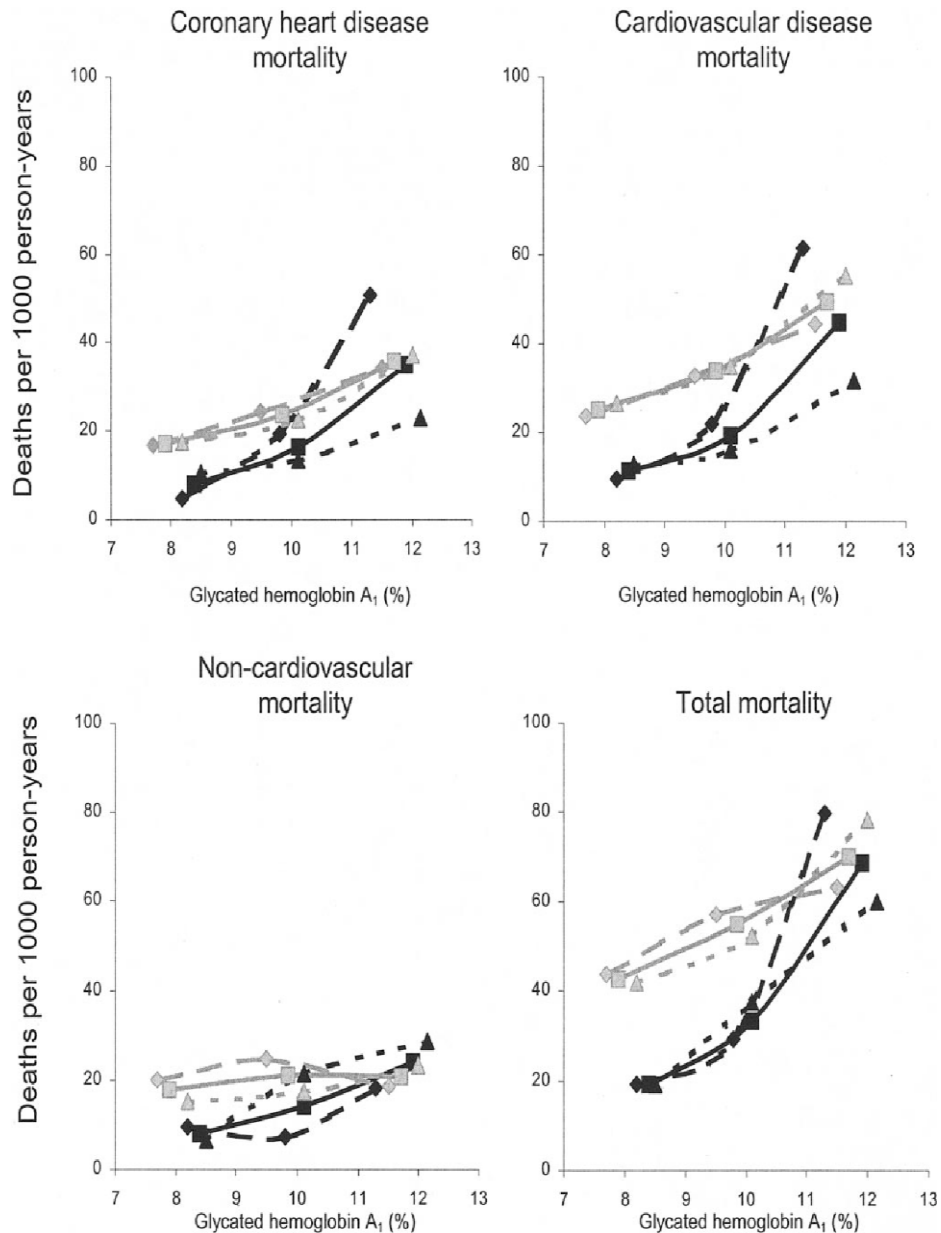 Coronary heart disease
mortality
Deaths per 1000 person-years
100
80
60
40
20
0
7 8 9 10 11 12 13
Glycated hemoglobin A₁ (%)
Cardiovascular disease
mortality
100
80
60
40
20
0
7 8 9 10 11 12 13
Glycated hemoglobin A₁ (%)
Non-cardiovascular
mortality
Deaths per 1000 person-years
100
80
60
40
20
0
7 8 9 10 11 12 13
Glycated hemoglobin A₁ (%)
Total mortality
100
80
60
40
20
0
7 8 9 10 11 12 13
Glycated hemoglobin A₁ (%)